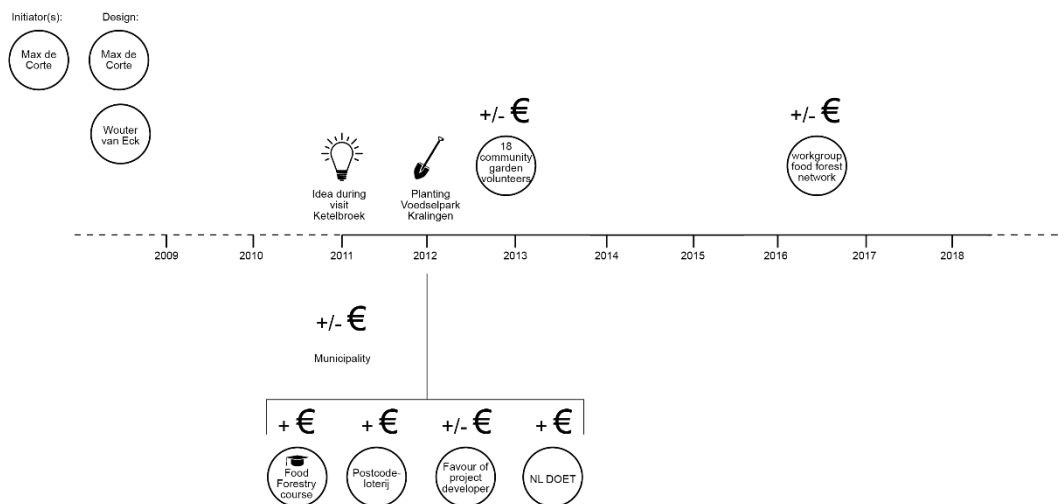 Initiator(s):
Design:
Max de
Corte
Max de
Corte
Wouter
van Eck
Idea during
visit
Ketelbroek
Planting
Voedselpark
Kralingen
+/- €
18
community
garden
volunteers
+/- €
workgroup
food forest
network
2009
2010
2011
2012
2013
2014
2015
2016
2017
2018
+/- €
Municipality
+ €
Food
Forestry
course
+ €
Postcode-
loterij
+/- €
Favour of
project
developer
+ €
NL DOET